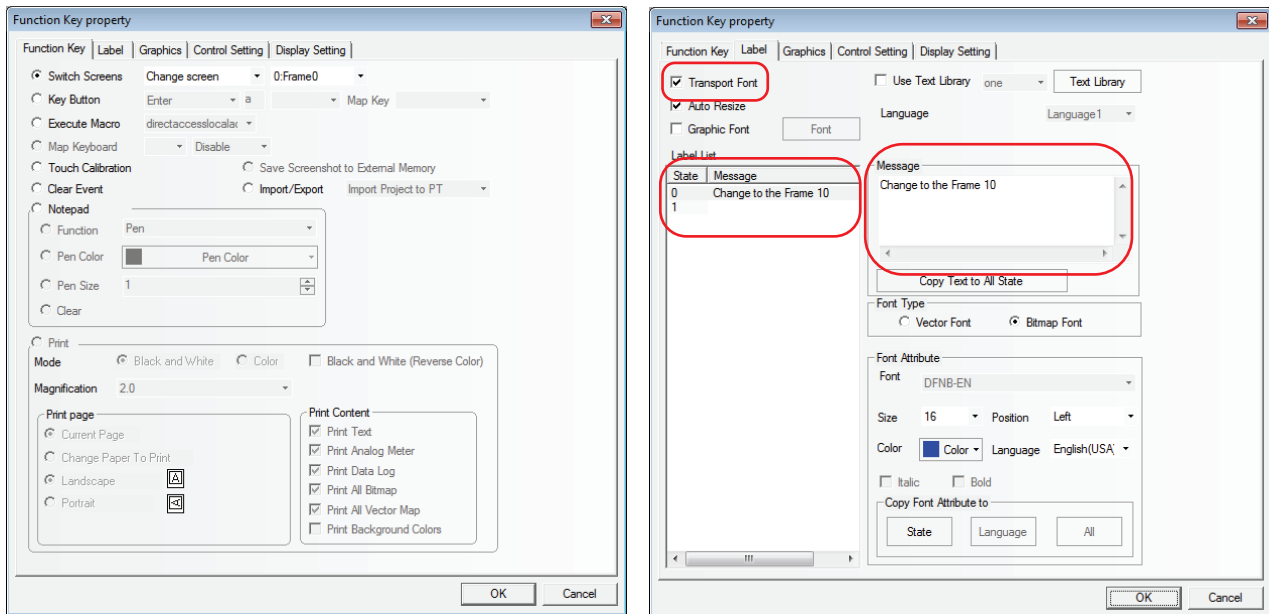 Function Key property
Function Key Label Graphics Control Setting Display Setting
Switch Screens Change screen 0:Frame0
Key Button Enter a Map Key
Execute Macro directaccesslocalac
Map Keyboard Disable
Touch Calibration Save Screenshot to External Memory
Clear Event Import/Export Import Project to PT
Notepad
Function Pen
Pen Color Pen Color
Pen Size 1
Clear
Print
Mode Black and White Color Black and White (Reverse Color)
Magnification 2.0
Print page
Current Page
Change Paper To Print
Landscape A
Portrait A
Print Content
Print Text
Print Analog Meter
Print Data Log
Print All Bitmap
Print All Vector Map
Print Background Colors
OK Cancel
Function Key property
Function Key Label Graphics Control Setting Display Setting
Transport Font
Auto Resize
Graphic Font Font
Use Text Library one Text Library
Language Language1
Label List
State Message
0 Change to the Frame 10
1
Message
Change to the Frame 10
Copy Text to All State
Font Type
Vector Font Bitmap Font
Font Attribute
Font DFNB-EN
Size 16 Position Left
Color Color Language English(USA)
Italic Bold
Copy Font Attribute to
State Language All
OK Cancel